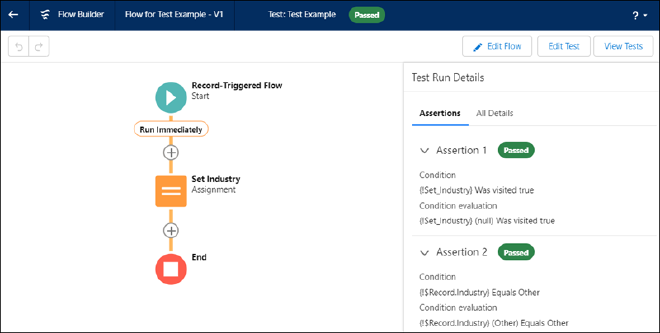 Flow Builder
Flow for Test Example - V1
Test: Test Example
Passed
?
Edit Flow
Edit Test
View Tests
Record-Triggered Flow
Start
Run Immediately
Set Industry
Assignment
End
Test Run Details
Assertions
All Details
Assertion 1
Passed
Condition
{!Set_Industry} Was visited true
Condition evaluation
{!Set_Industry} (null) Was visited true
Assertion 2
Passed
Condition
{!$Record.Industry} Equals Other
Condition evaluation
{!$Record.Industry} (Other) Equals Other